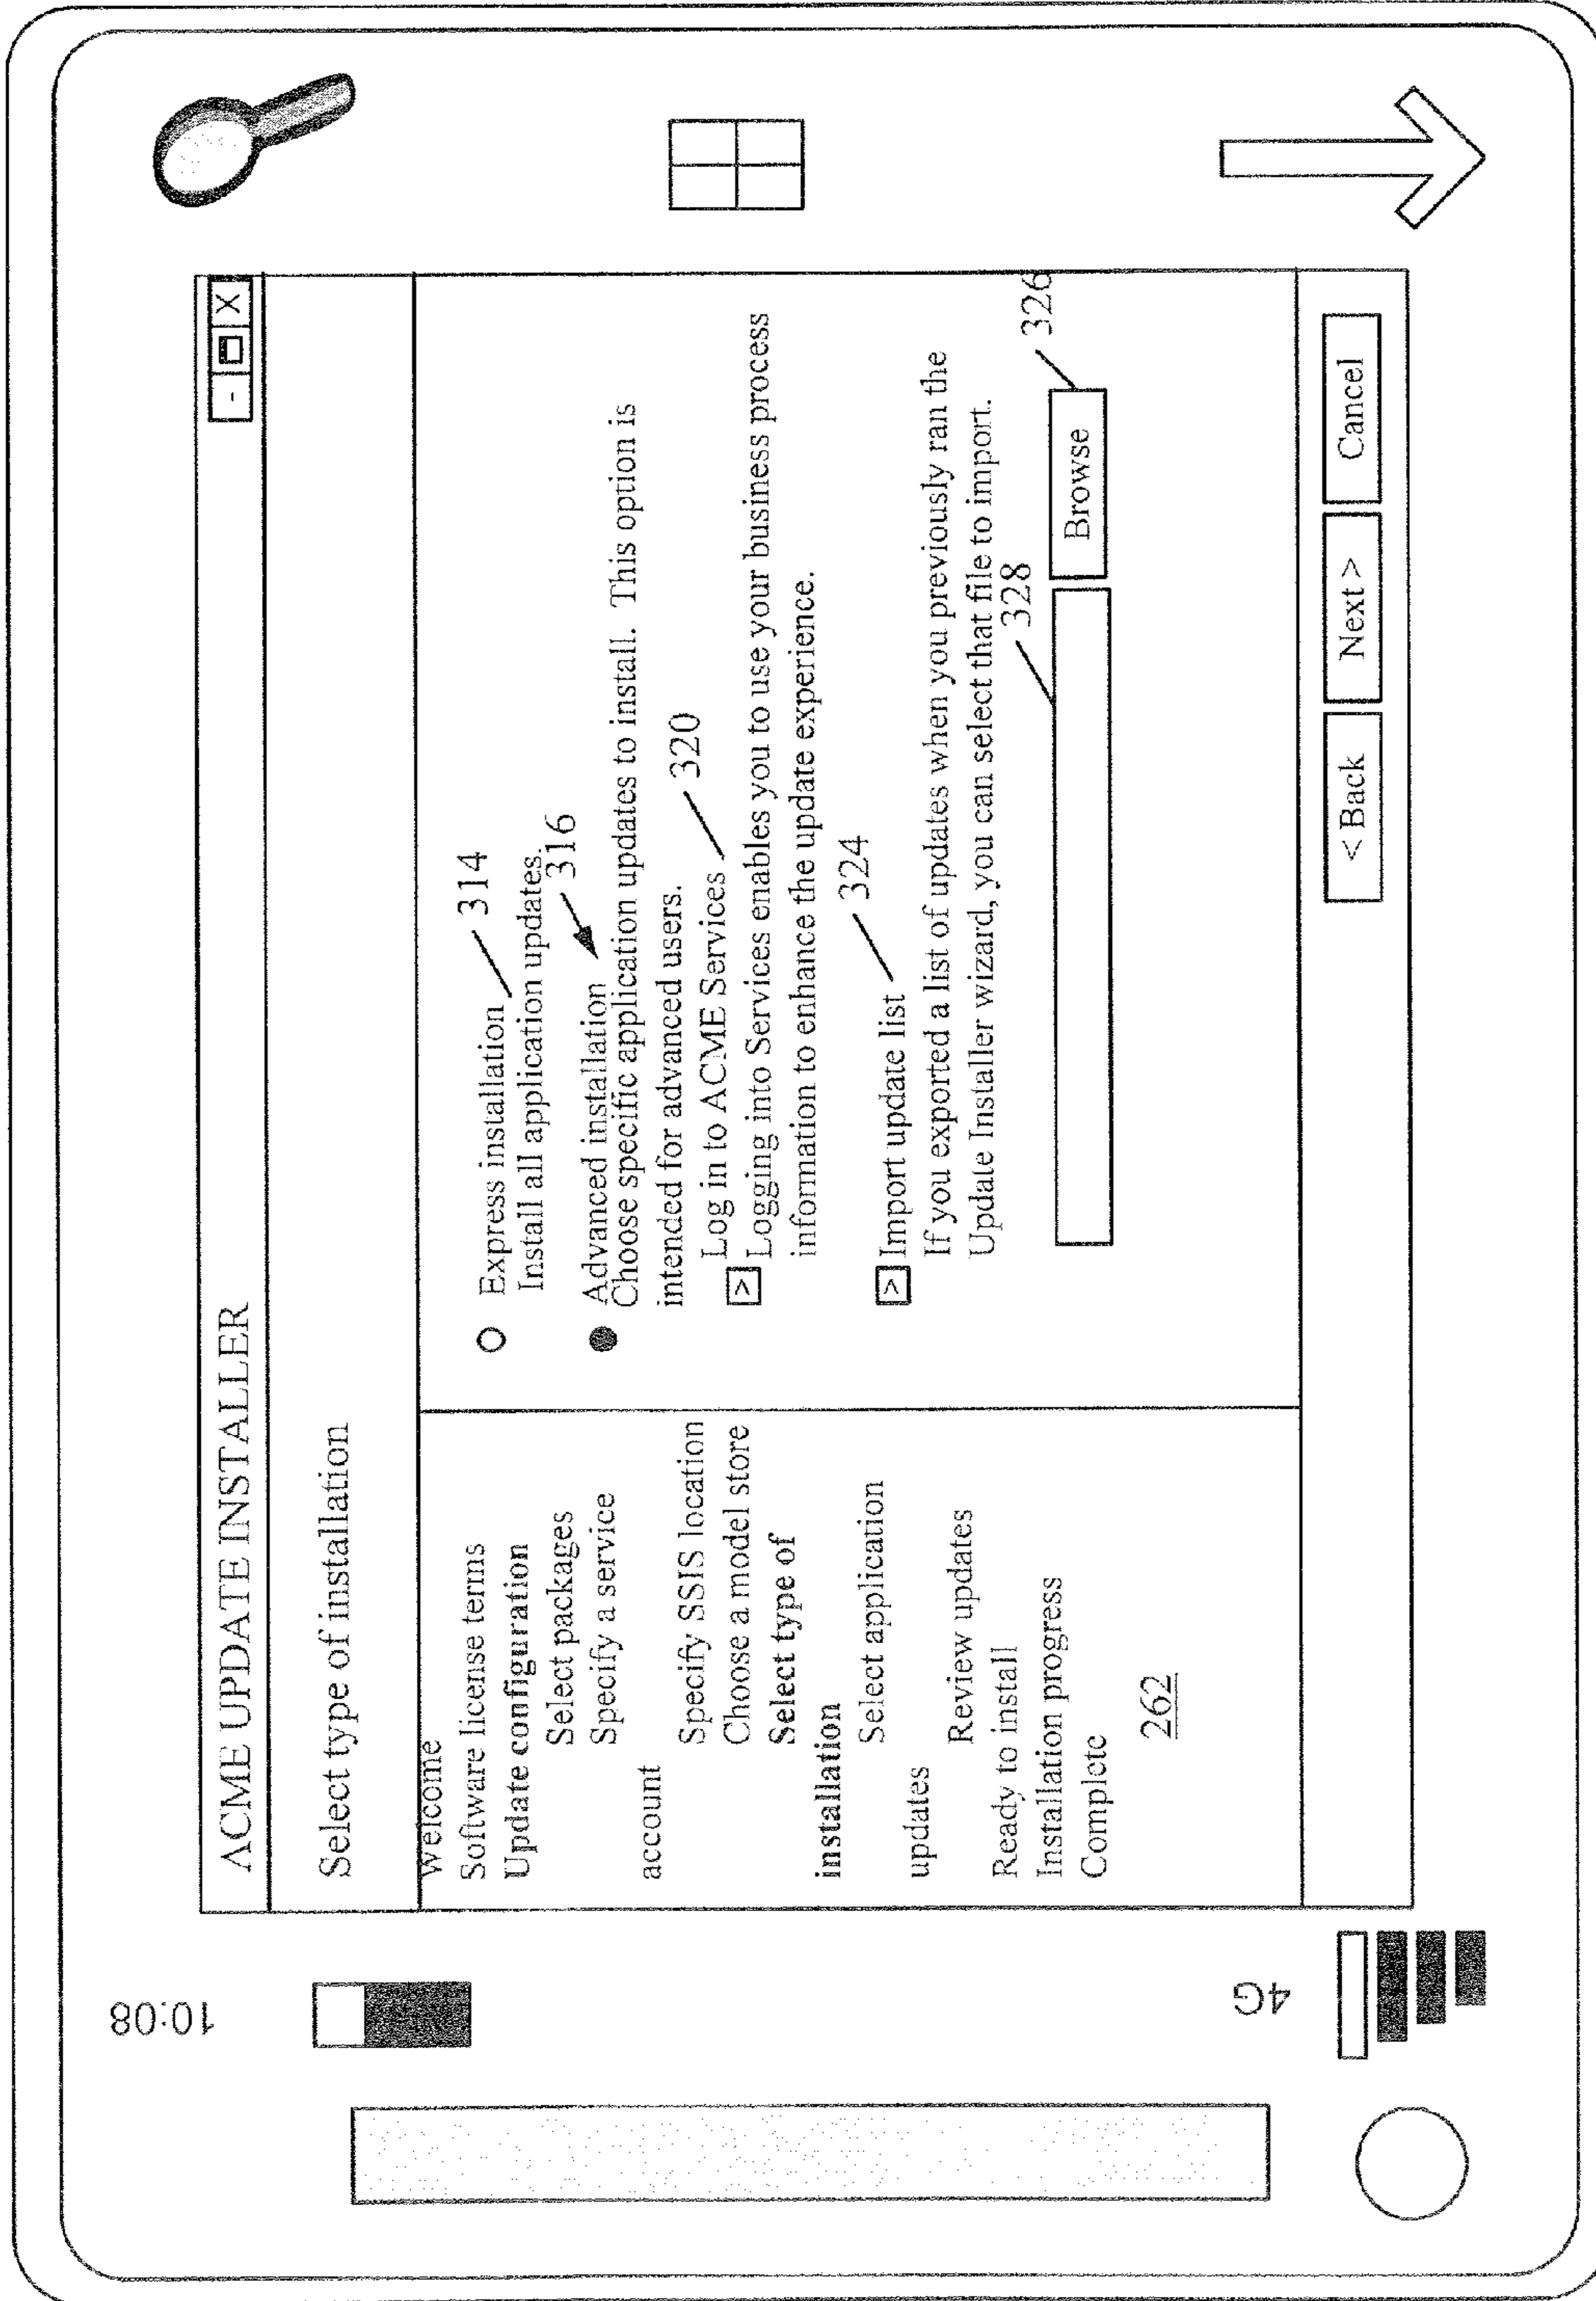 10:08
4G
ACME UPDATE INSTALLER
- X
Select type of installation
Welcome
Software license terms
Update configuration
Select packages
Specify a service
account
Specify SSIS location
Choose a model store
Select type of
installation
Select application
updates
Review updates
Ready to install
Installation progress
Complete
262
Express installation 314
Install all application updates.
316
Advanced installation
Choose specific application updates to install. This option is
intended for advanced users.
Log in to ACME Services 320
> Logging into Services enables you to use your business process
information to enhance the update experience.
324
> Import update list
If you exported a list of updates when you previously ran the
Update Installer wizard, you can select that file to import.
328
326
Browse
< Back Next > Cancel